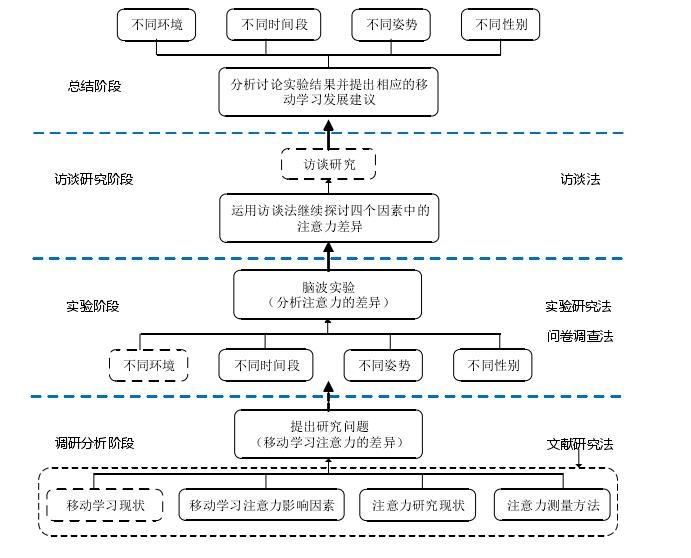 不同环境
不同时间段
不同姿势
不同性别
总结阶段
分析讨论实验结果并提出相应的移
动学习发展建议
访谈研究
访谈研究阶段
访谈法
运用访谈法继续探讨四个因素中的
注意力差异
脑波实验
（分析注意力的差异）
实验阶段
实验研究法
问卷调查法
不同环境
不同时间段
不同姿势
不同性别
提出研究问题
（移动学习注意力的差异）
调研分析阶段
文献研究法
移动学习现状
移动学习注意力影响因素
注意力研究现状
注意力测量方法